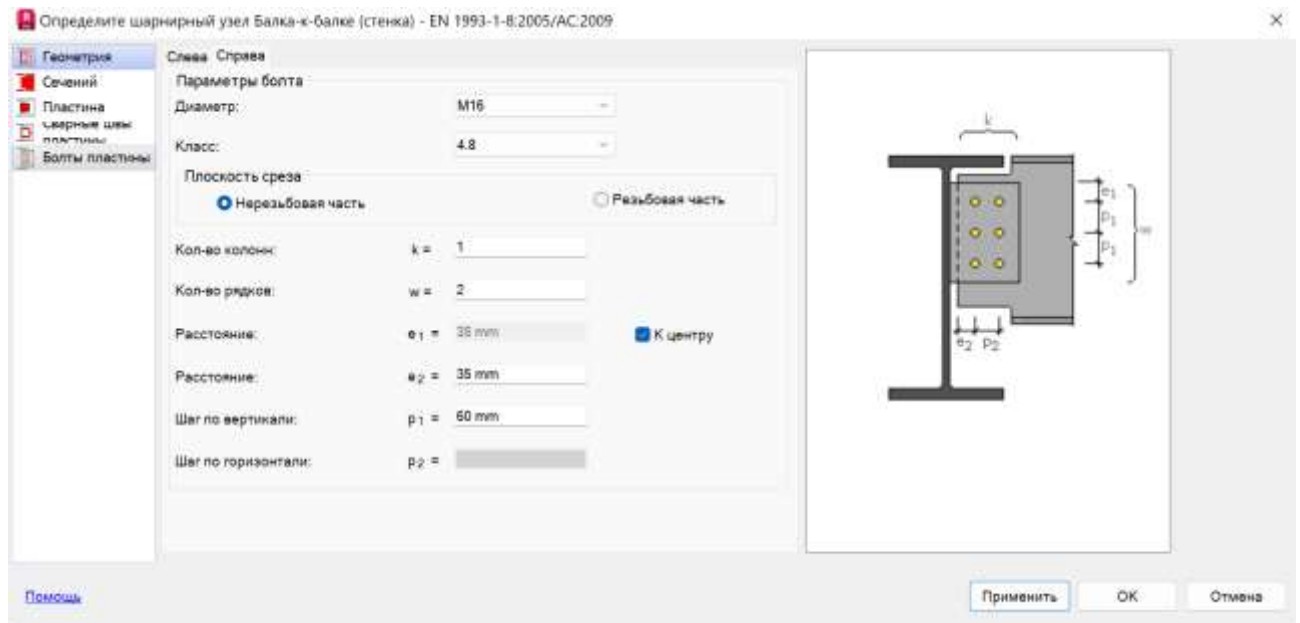 Определите шарнирный узел Балка-к-балке (стенка) - EN 1993-1-8:2005/AC:2009
Геометрия
Сечений
Пластина
Сварные швы
пластины
Болты пластины
Слева Справа
Параметры болта
Диаметр: M16
Класс: 4.8
Плоскость среза
Нерезьбовая часть Резьбовая часть
Кол-во колонн: k = 1
Кол-во рядков: w = 2
Расстояние: e1 = 35 mm К центру
Расстояние: e2 = 35 mm
Шаг по вертикали: p1 = 60 mm
Шаг по горизонтали: p2 =
k
e1
p1
p1
w
e2 p2
Помощь
Применить OK Отмена